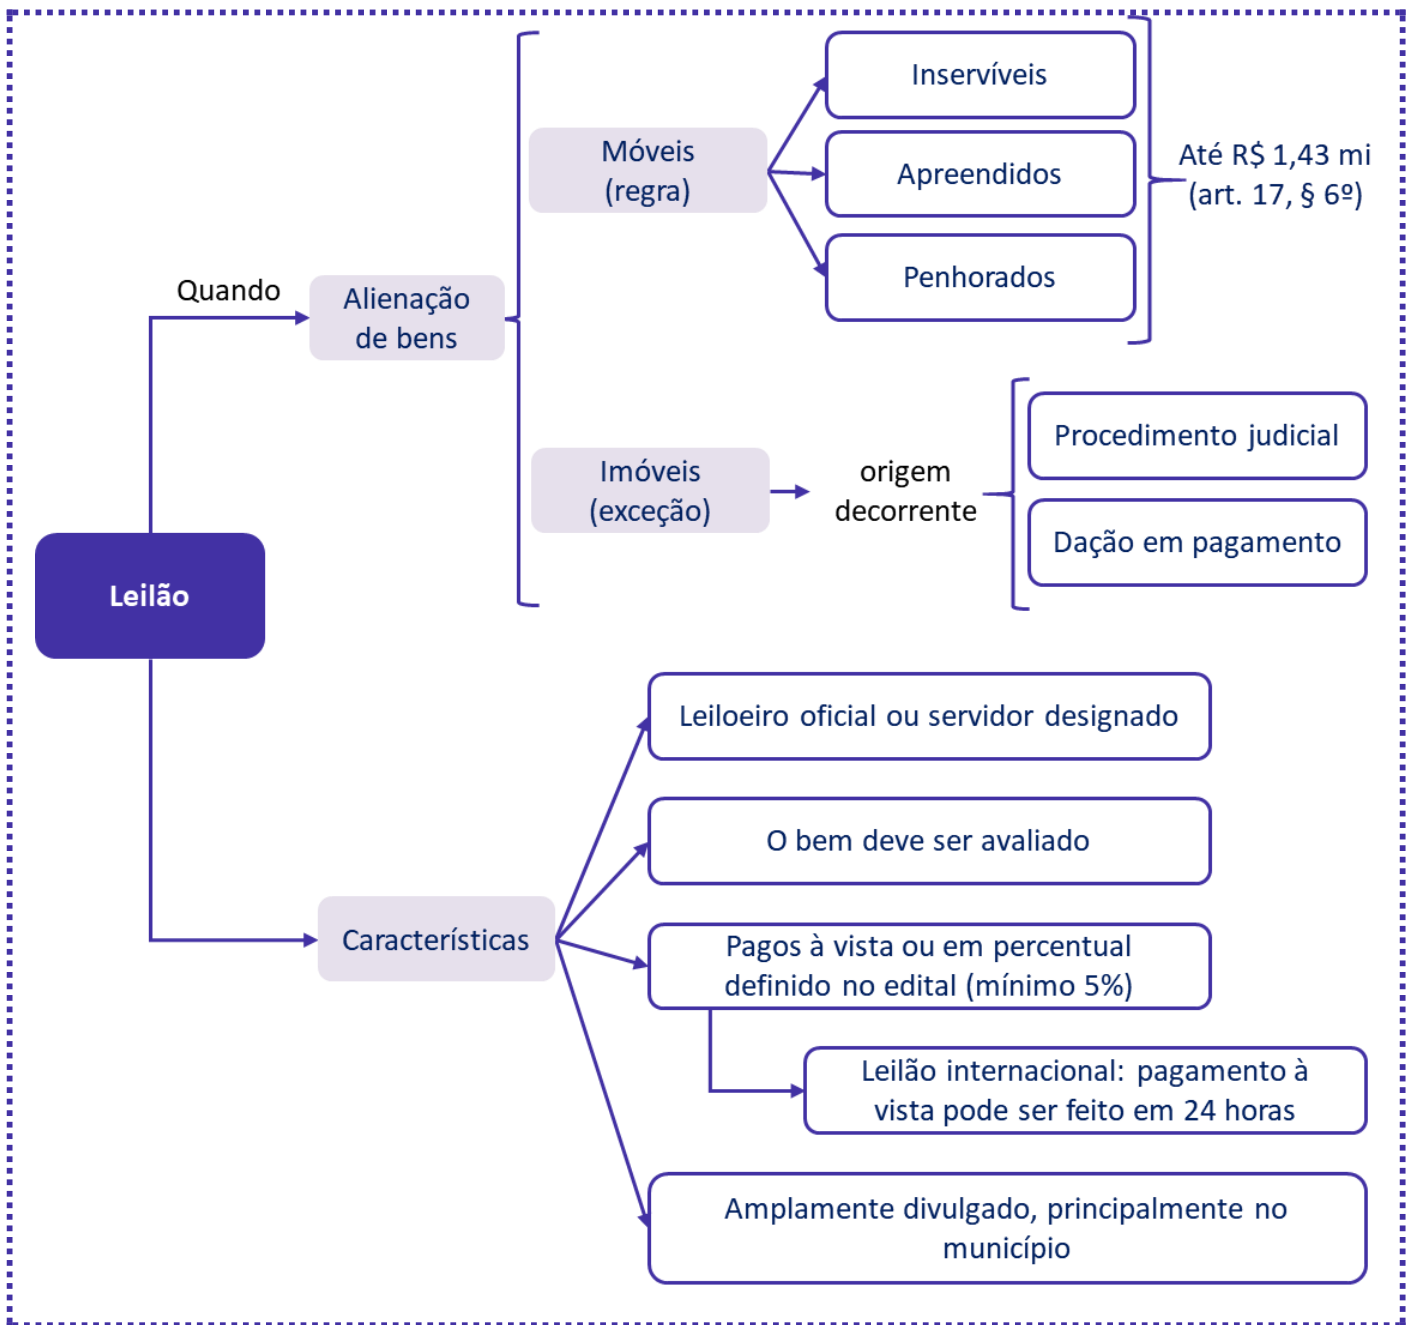 Inservíveis
Móveis
(regra)
Apreendidos
Até R$ 1,43 mi
(art. 17, § 6º)
Penhorados
Quando
Alienação
de bens
Procedimento judicial
Imóveis
(exceção)
origem
decorrente
Dação em pagamento
Leilão
Leiloeiro oficial ou servidor designado
O bem deve ser avaliado
Características
Pagos à vista ou em percentual
definido no edital (mínimo 5%)
Leilão internacional: pagamento à
vista pode ser feito em 24 horas
Amplamente divulgado, principalmente no
município